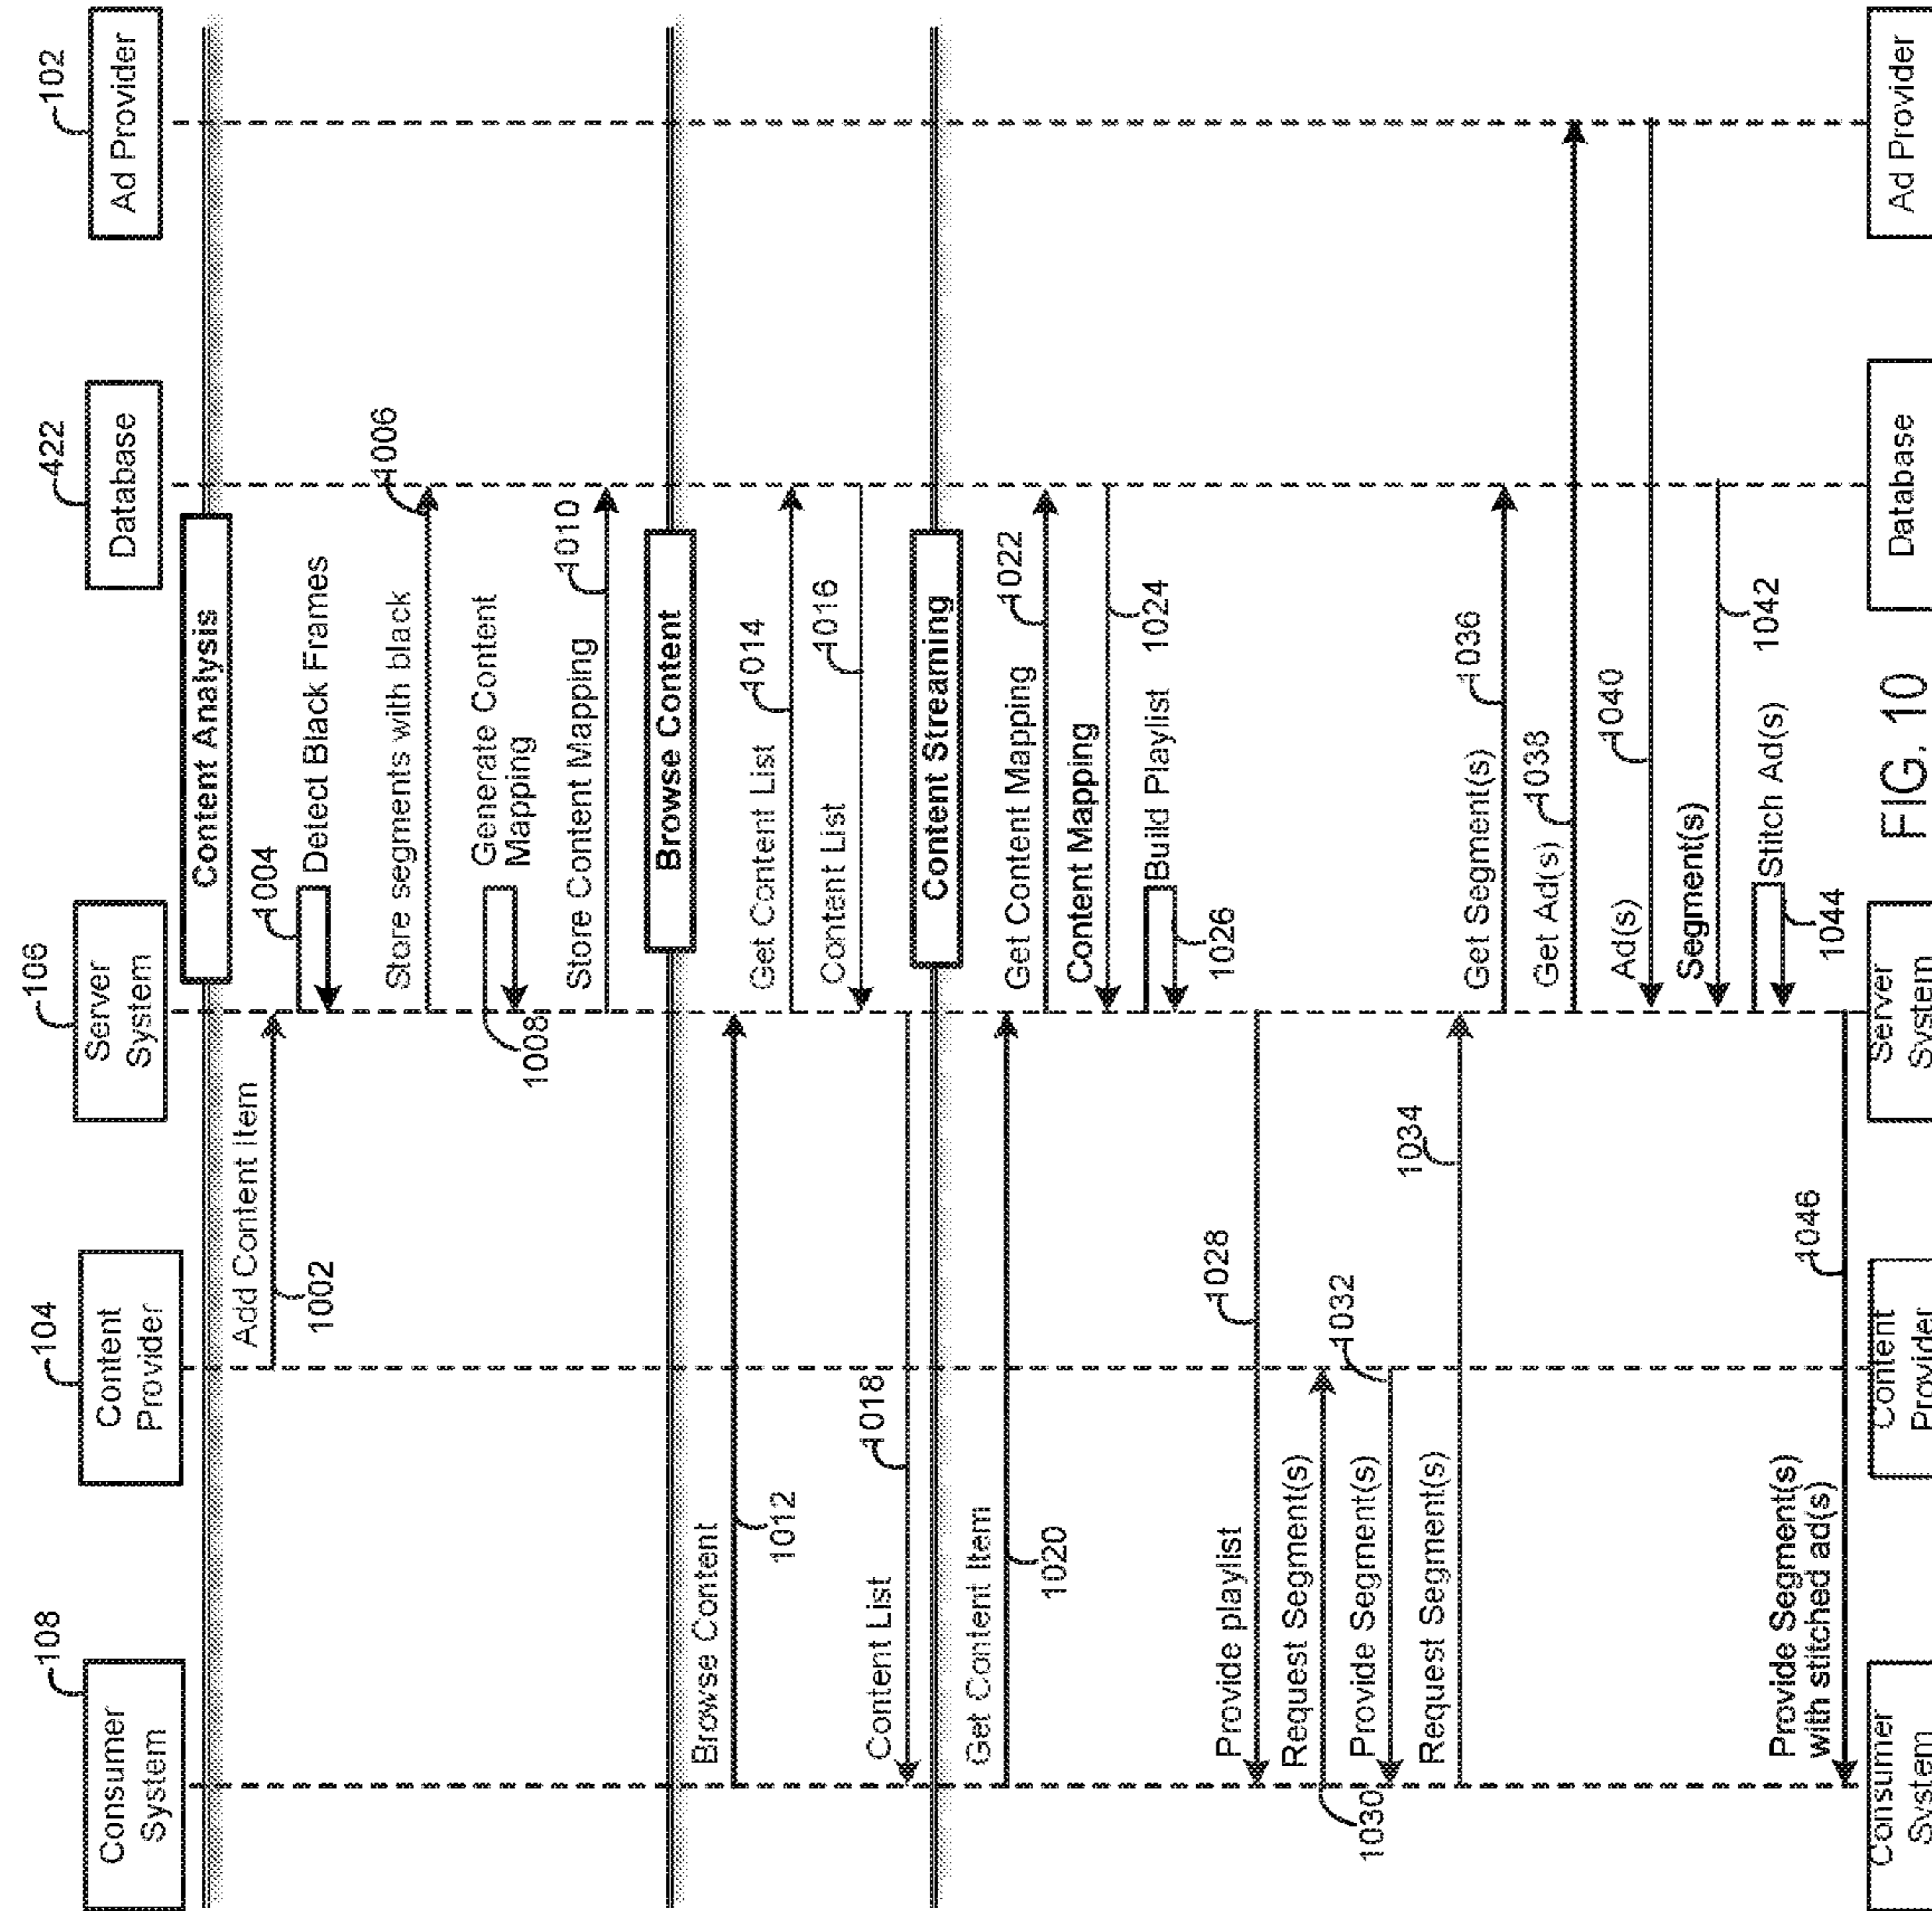 108
Consumer
System
104
Content
Provider
106
Server
System
422
Database
102
Ad Provider
Content Analysis
Add Content Item
1002
1004
Detect Black Frames
Store segments with black
1006
Generate Content
Mapping
1008
Store Content Mapping
1010
Browse Content
Browse Content
1012
Get Content List
1014
Content List
1016
Content List
1018
Content Streaming
Get Content Item
1020
Get Content Mapping
1022
Content Mapping
1024
Build Playlist
1026
Provide playlist
1028
Request Segment(s)
1030
Provide Segment(s)
1032
Request Segment(s)
1034
Get Segment(s)
1036
Get Ad(s)
1038
Ad(s)
1040
Segment(s)
1042
Stitch Ad(s)
1044
Provide Segment(s)
with stitched ad(s)
1046
Consumer
System
Content
Provider
Server
System
Database
Ad Provider
FIG. 10